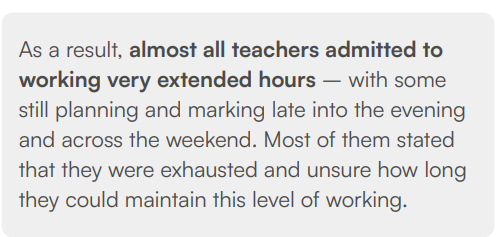 As a result, almost all teachers admitted to
working very extended hours – with some
still planning and marking late into the evening
and across the weekend. Most of them stated
that they were exhausted and unsure how long
they could maintain this level of working.